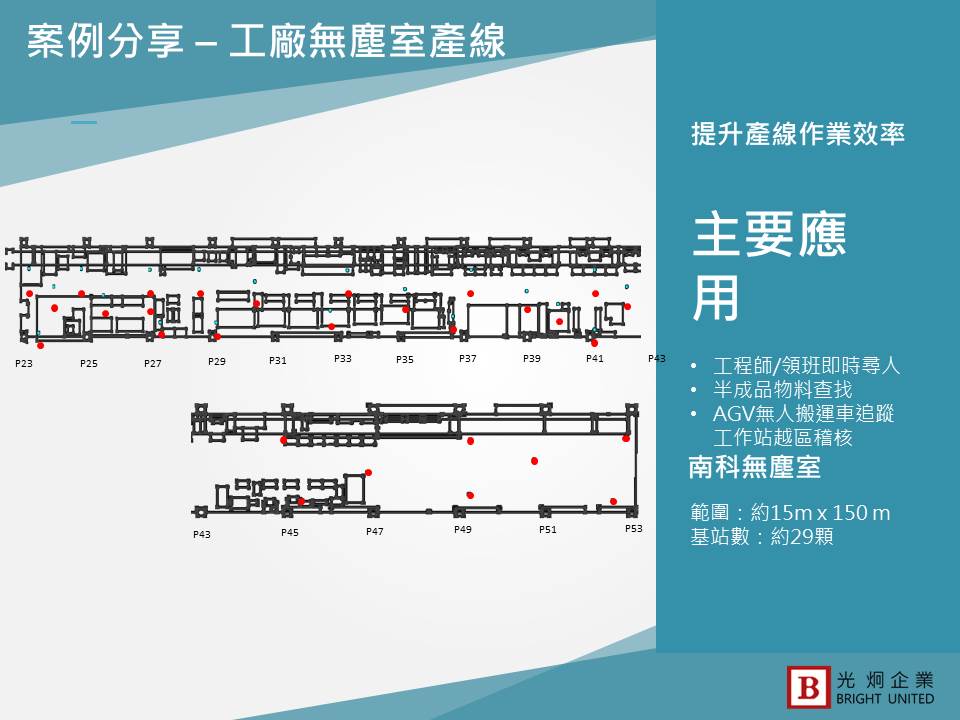 案例分享 – 工廠無塵室產線
提升產線作業效率
主要應
用
• 工程師/領班即時尋人
• 半成品物料查找
• AGV無人搬運車追蹤
工作站越區稽核
南科無塵室
範圍：約15m x 150 m
基站數：約29顆
P23 P25 P27 P29 P31 P33 P35 P37 P39 P41 P43
P43 P45 P47 P49 P51 P53
B 光炯企業
BRIGHT UNITED